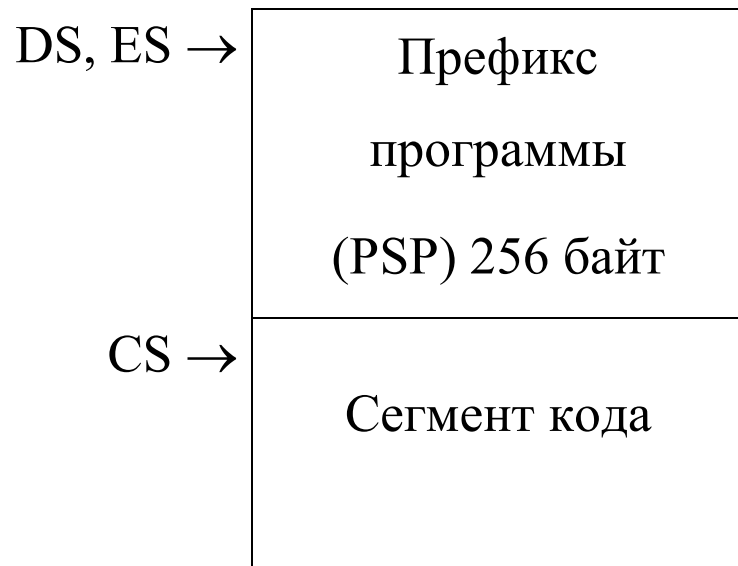 DS, ES →
Префикс
программы
(PSP) 256 байт
CS →
Сегмент кода